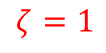 ζ = 1